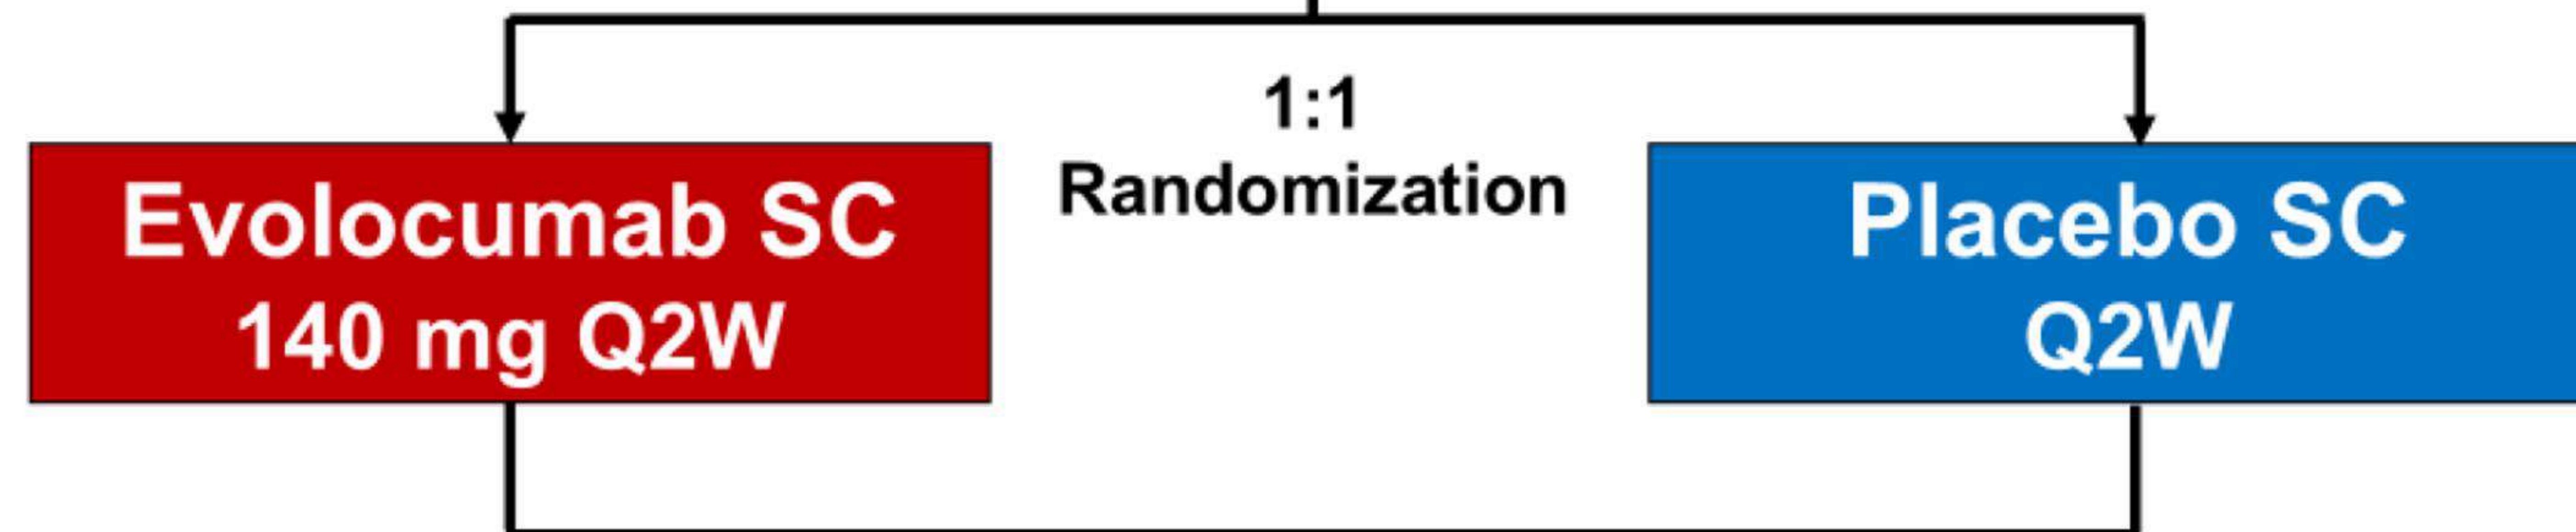 1:1
Randomization
Evolocumab SC
140 mg Q2W
Placebo SC
Q2W